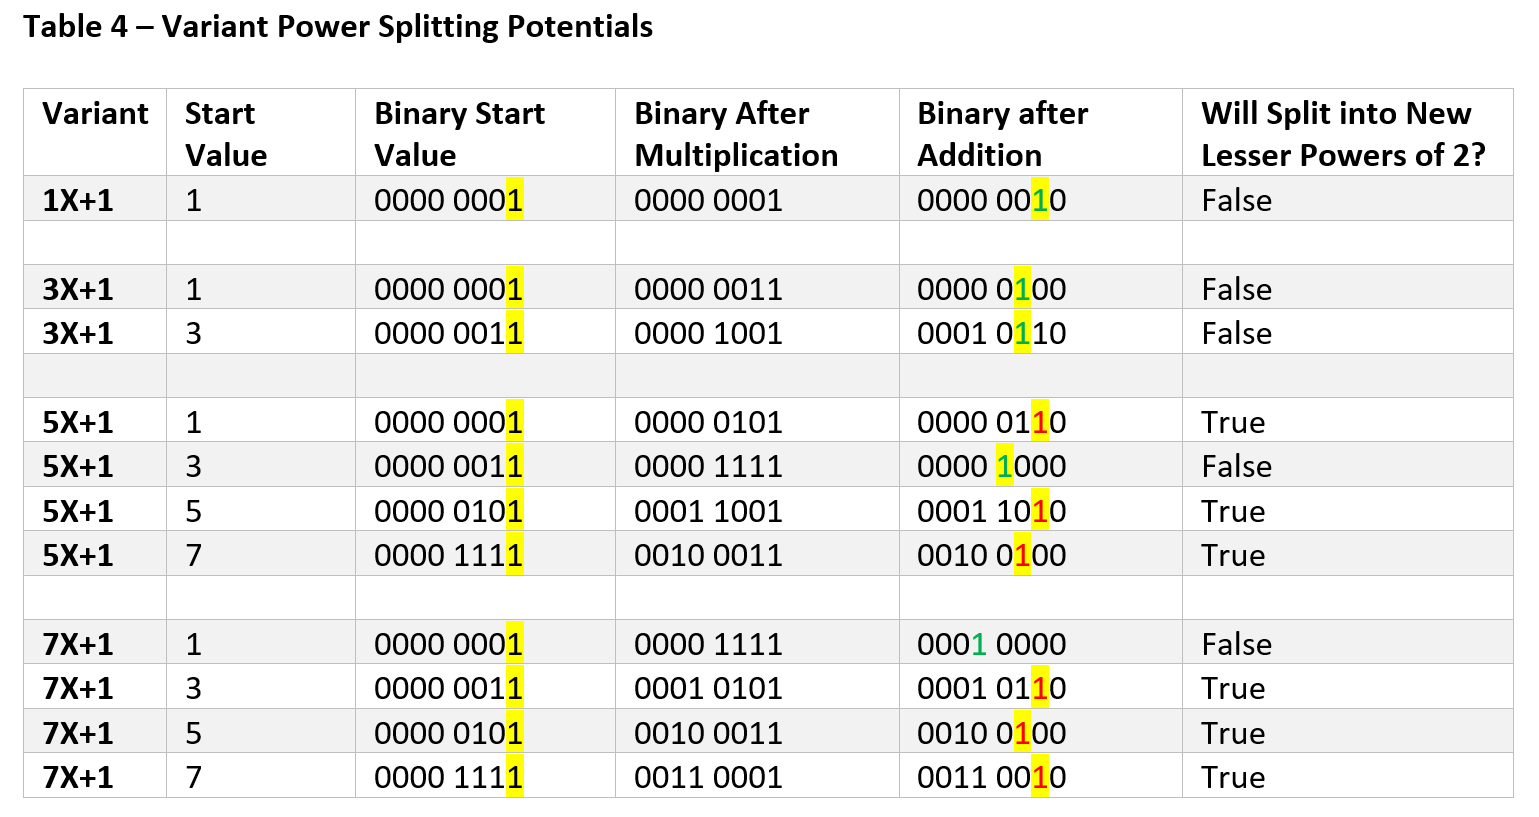 Table 4 – Variant Power Splitting Potentials
Variant Start Value Binary Start Value Binary After Multiplication Binary after Addition Will Split into New Lesser Powers of 2?
1X+1 1 0000 0001 0000 0001 0000 0010 False
3X+1 1 0000 0001 0000 0011 0000 0100 False
3X+1 3 0000 0011 0000 1001 0001 0110 False
5X+1 1 0000 0001 0000 0101 0000 0110 True
5X+1 3 0000 0011 0000 1111 0000 1000 False
5X+1 5 0000 0101 0001 1001 0001 1010 True
5X+1 7 0000 1111 0010 0011 0010 0100 True
7X+1 1 0000 0001 0000 1111 0001 0000 False
7X+1 3 0000 0011 0001 0101 0001 0110 True
7X+1 5 0000 0101 0010 0011 0010 0100 True
7X+1 7 0000 1111 0011 0001 0011 0010 True